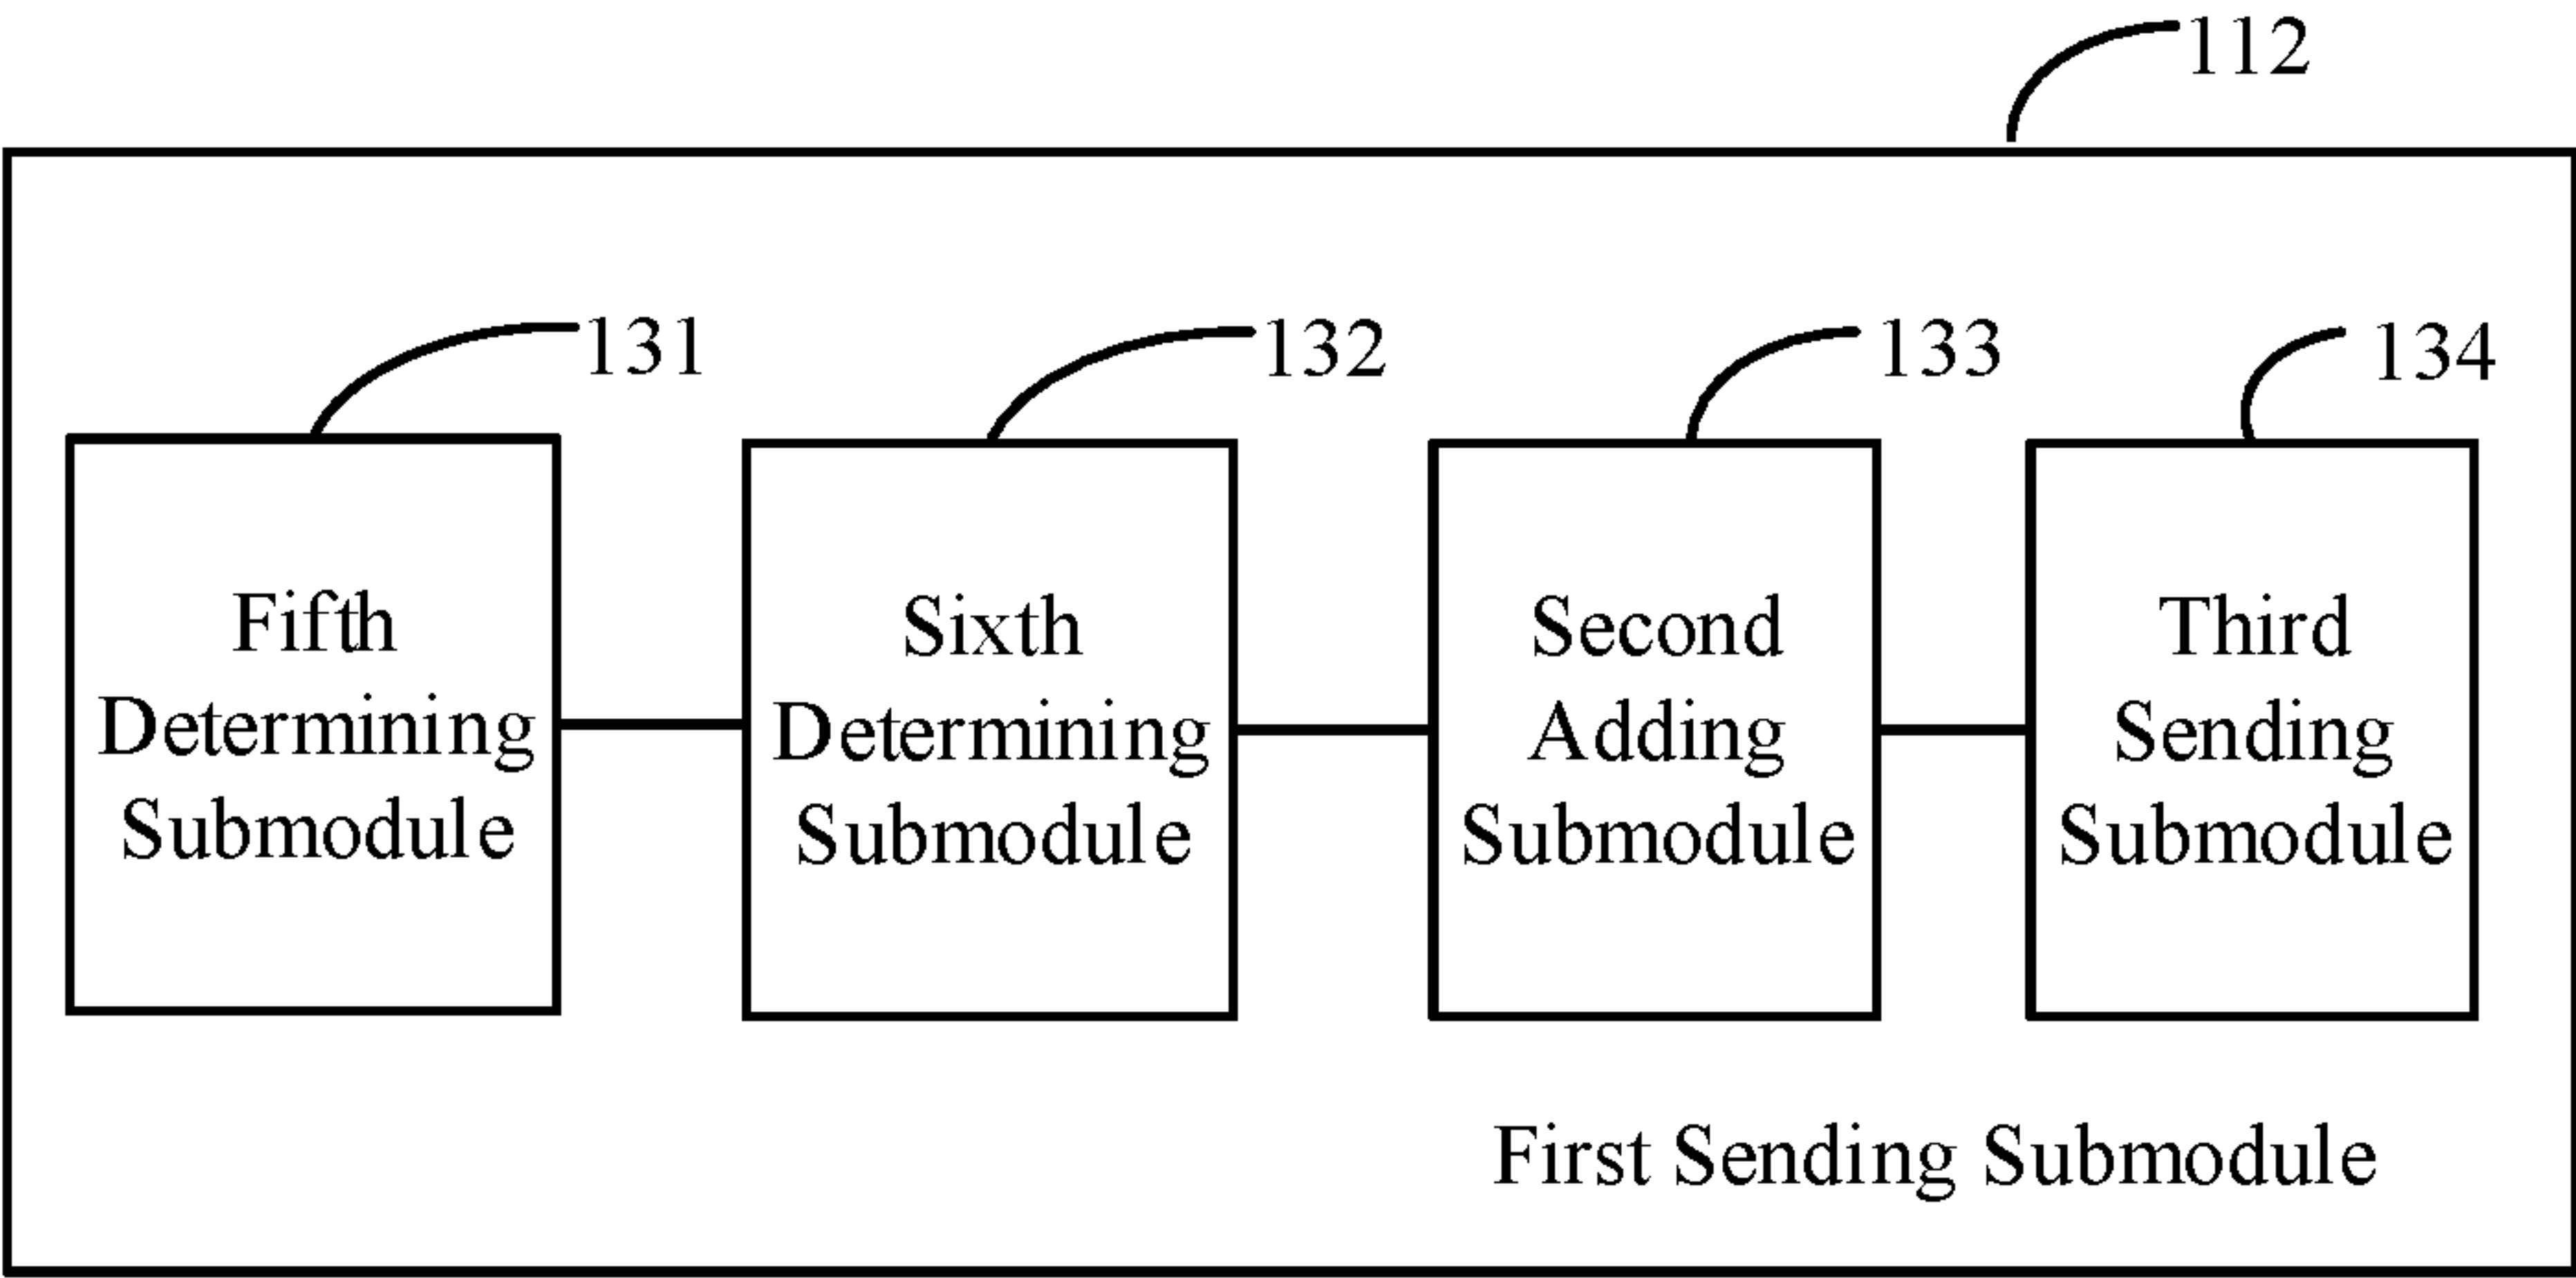 112
131
132
133
134
Fifth
Determining
Submodule
Sixth
Determining
Submodule
Second
Adding
Submodule
Third
Sending
Submodule
First Sending Submodule